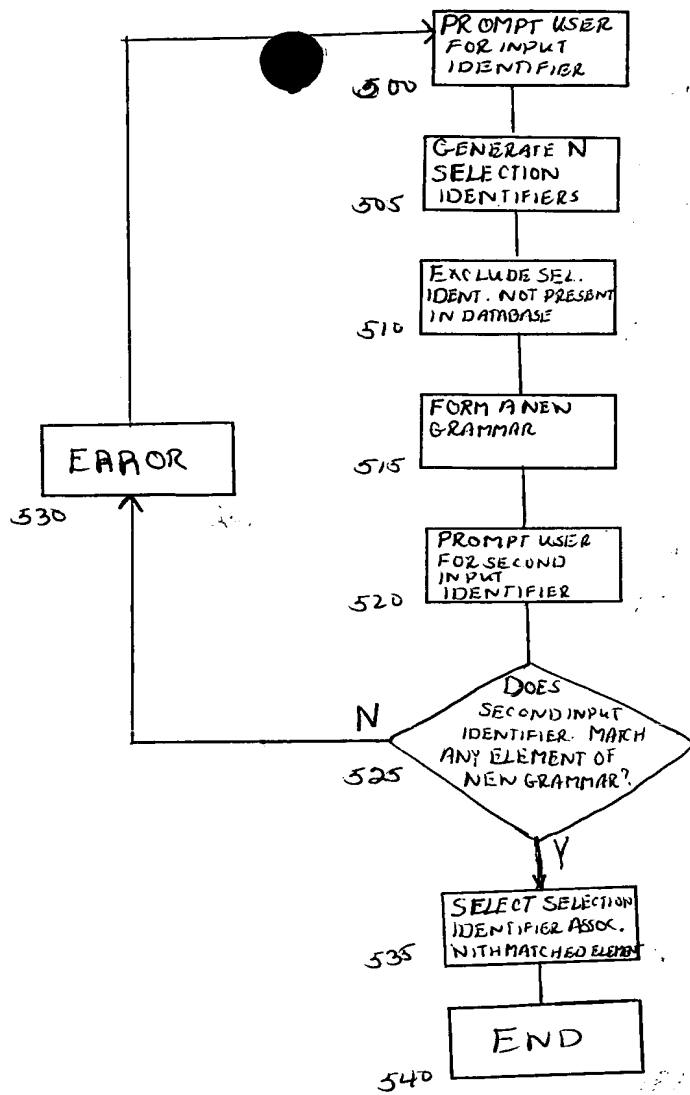 PROMPT USER
FOR INPUT
IDENTIFIER
500
GENERATE N
SELECTION
IDENTIFIERS
505
EXCLUDE SEL.
IDENT. NOT PRESENT
IN DATABASE
510
FORM A NEW
GRAMMAR
515
ERROR
530
PROMPT USER
FOR SECOND
INPUT
IDENTIFIER
520
DOES
SECOND INPUT
IDENTIFIER MATCH
ANY ELEMENT OF
NEW GRAMMAR?
N
525
Y
SELECT SELECTION
IDENTIFIER ASSOC.
WITH MATCHED ELEMENT
535
END
540